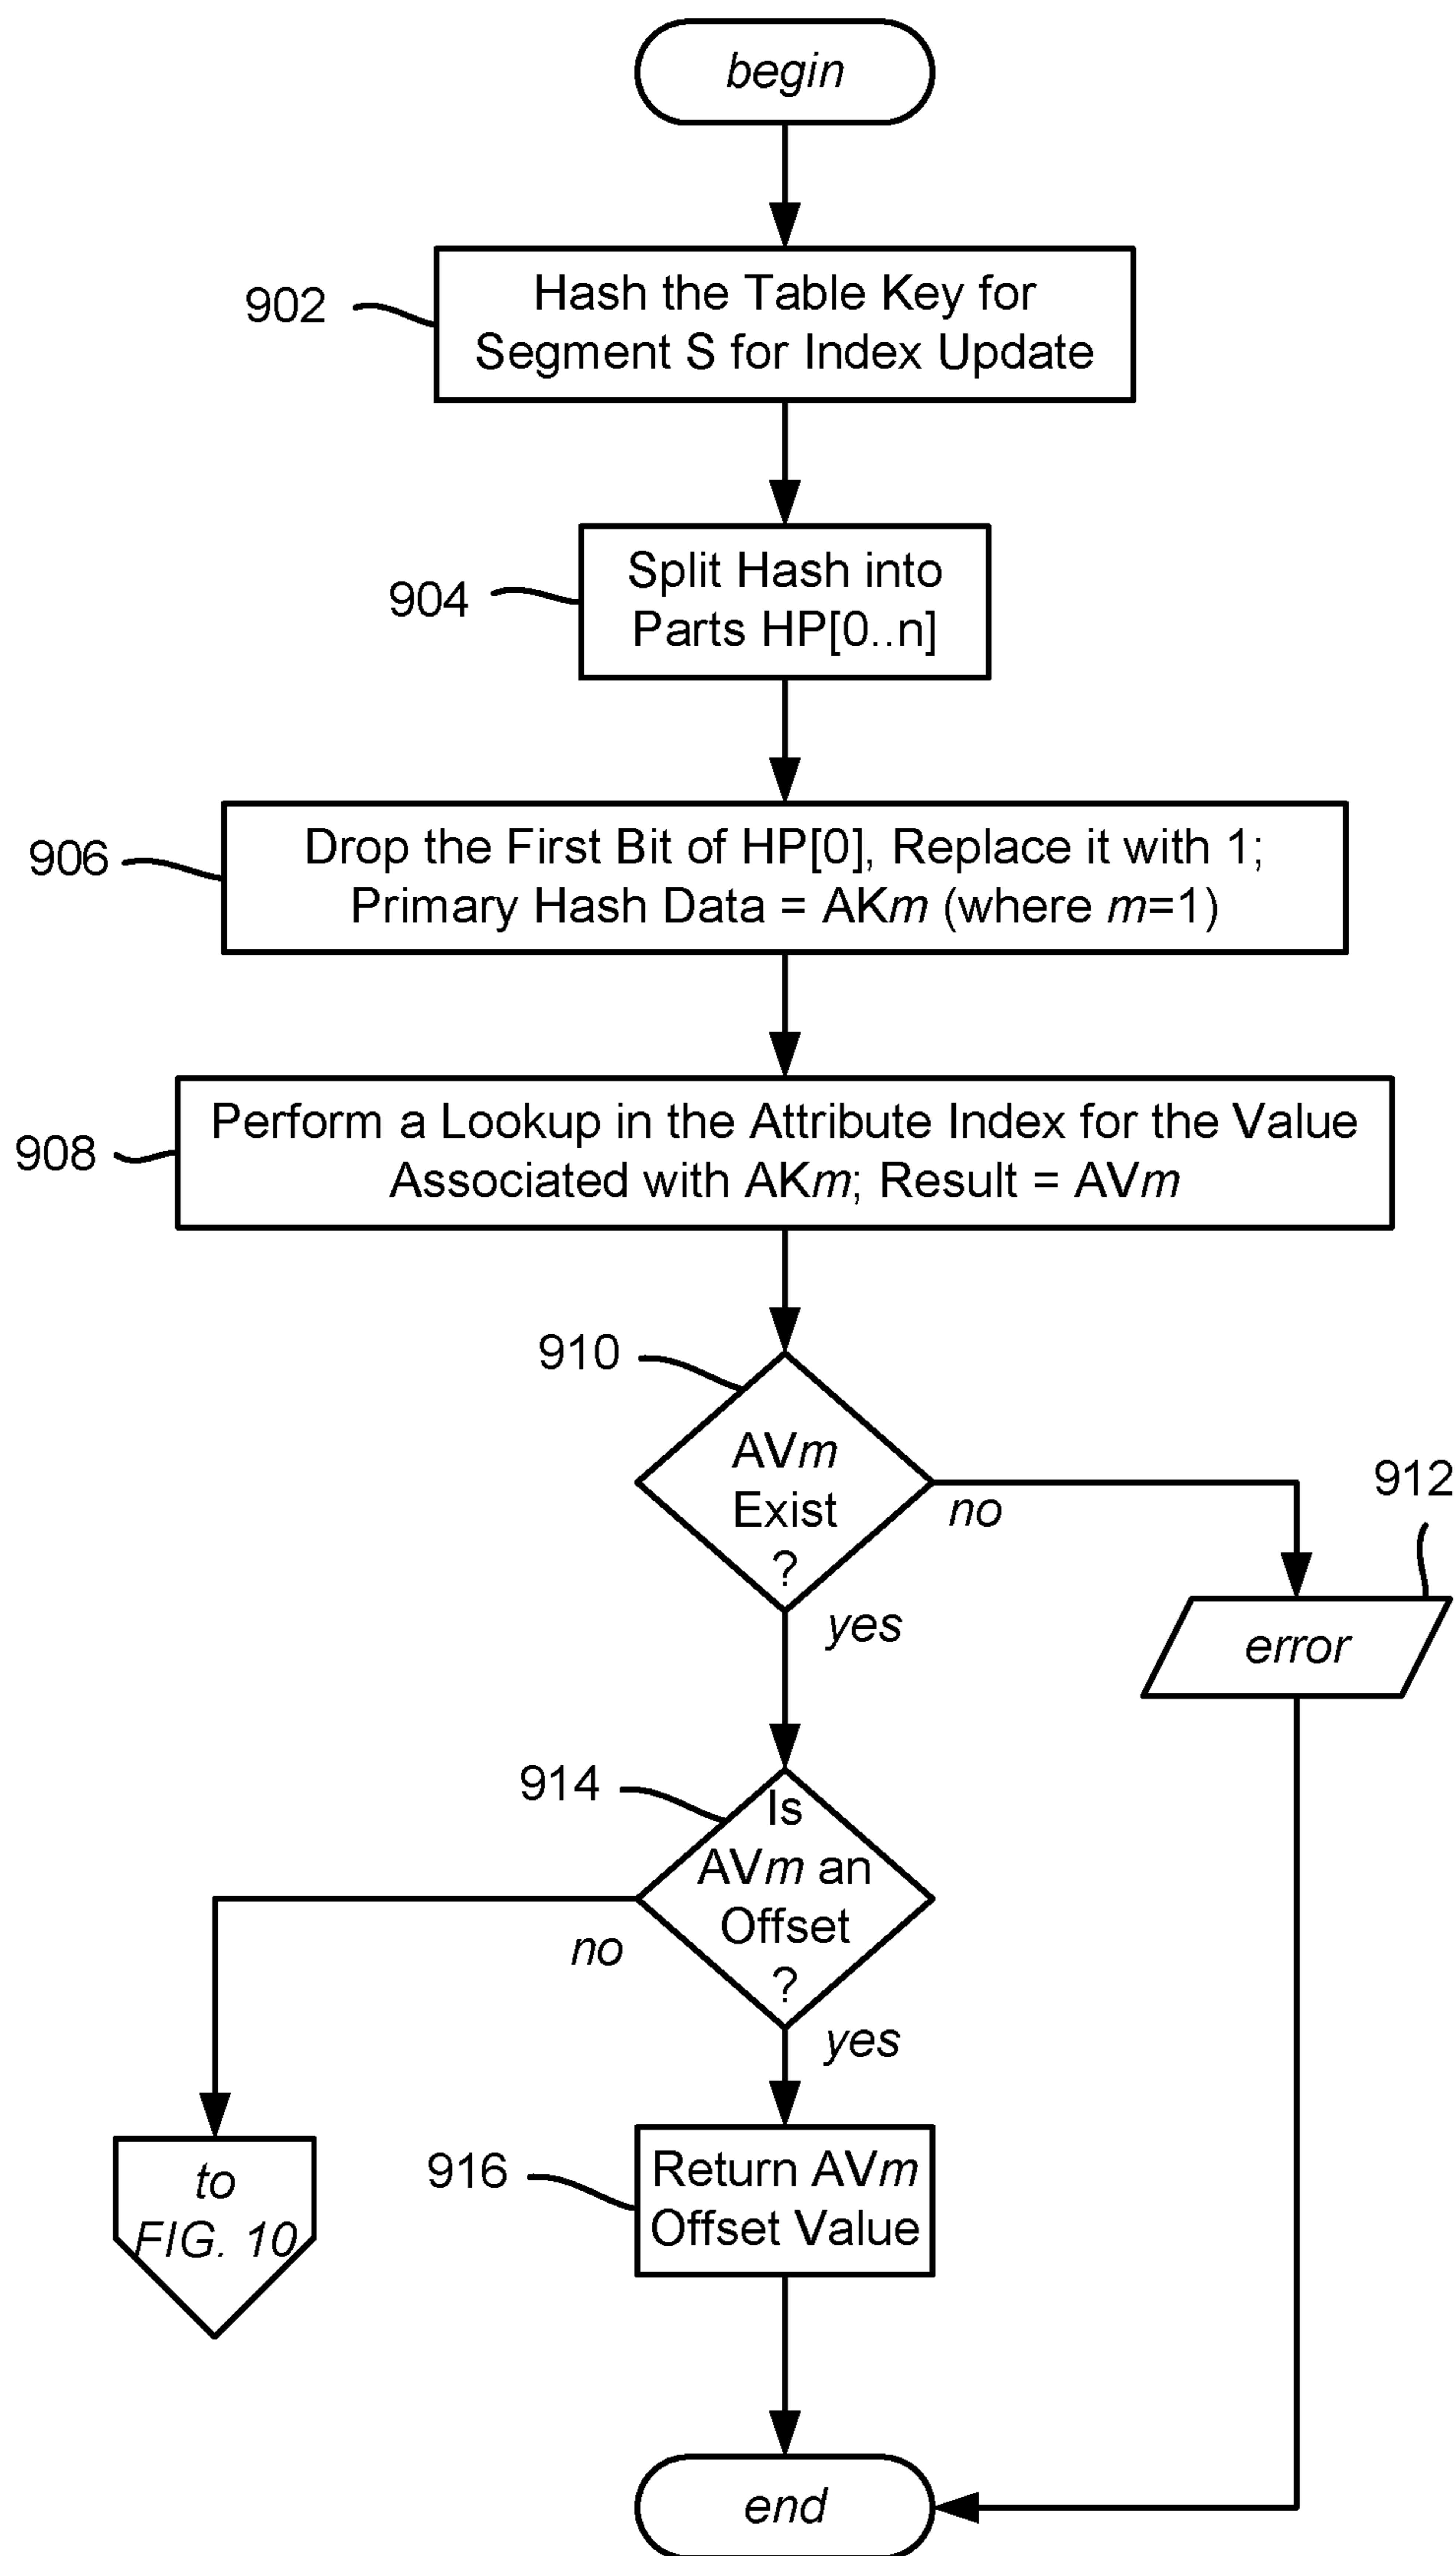 begin
902
Hash the Table Key for
Segment S for Index Update
904
Split Hash into
Parts HP[0..n]
906
Drop the First Bit of HP[0], Replace it with 1;
Primary Hash Data = AKm (where m=1)
908
Perform a Lookup in the Attribute Index for the Value
Associated with AKm; Result = AVm
910
AVm
Exist
?
no
yes
912
error
914
Is
AVm an
Offset
?
no
yes
to
FIG. 10
916
Return AVm
Offset Value
end